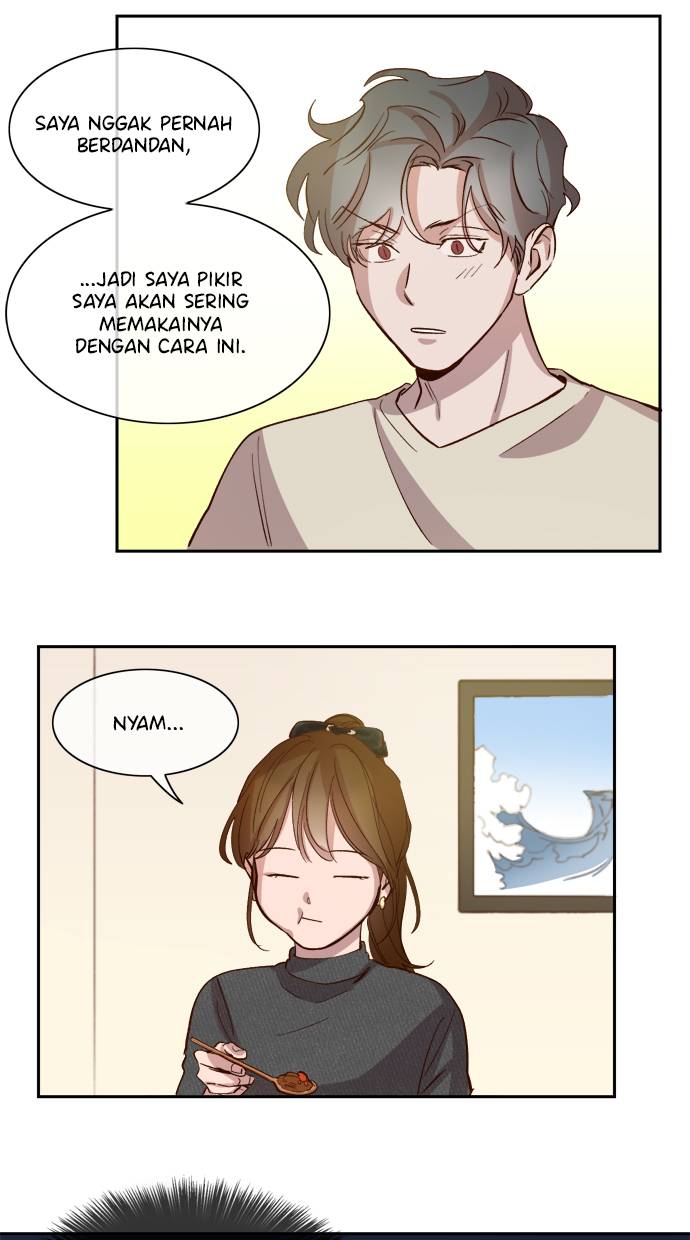 SAYA NGGAK PERNAH
BERDANDAN,
...JADI SAYA PIKIR
SAYA AKAN SERING
MEMAKAINYA
DENGAN CARA INI.
NYAM...